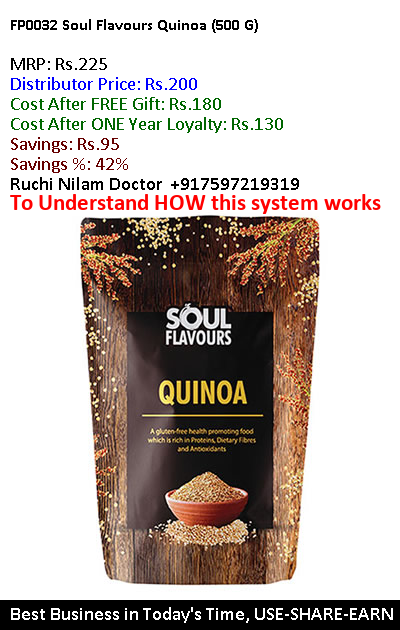 FP0032 Soul Flavours Quinoa (500 G)
MRP: Rs.225
Distributor Price: Rs.200
Cost After FREE Gift: Rs.180
Cost After ONE Year Loyalty: Rs.130
Savings: Rs.95
Savings %: 42%
Ruchi Nilam Doctor +917597219319
To Understand HOW this system works
SOUL
FLAVOURS
QUINOA
A gluten-free health promoting food
which is rich in Proteins, Dietary Fibres
and Antioxidants
Best Business in Today's Time, USE-SHARE-EARN